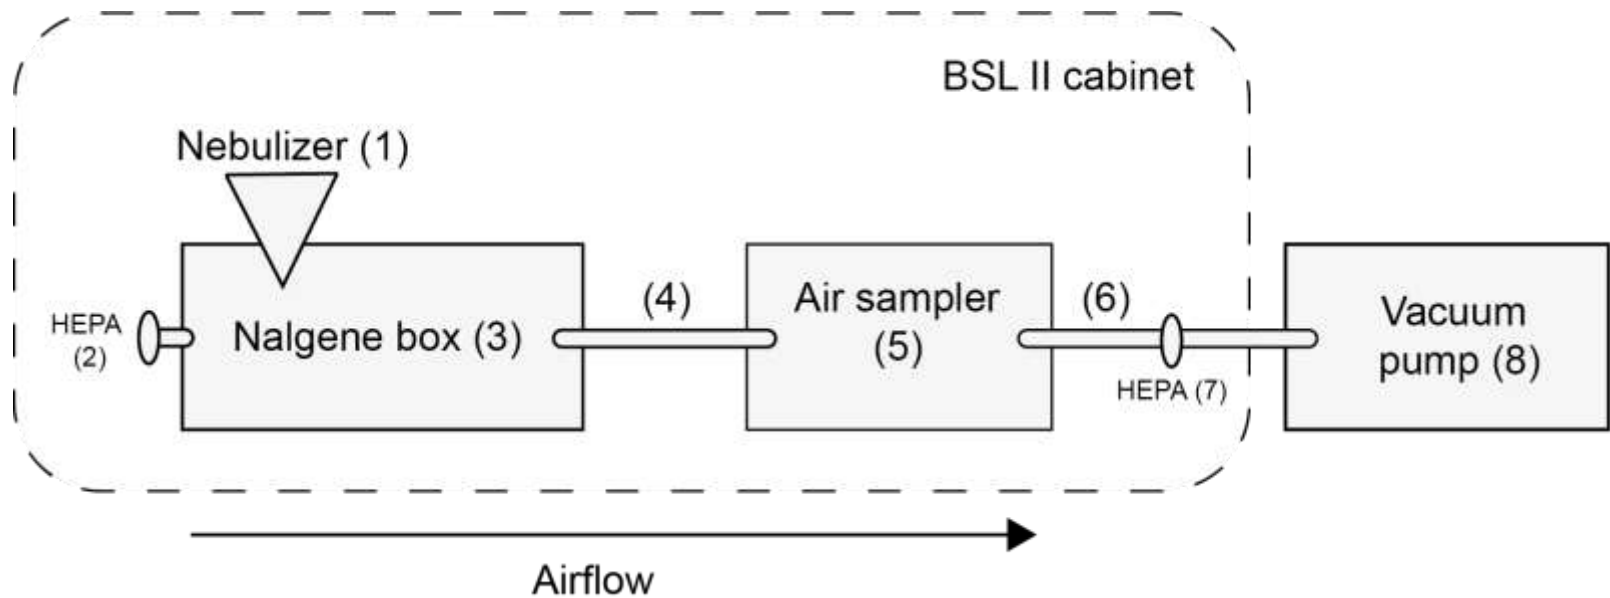 BSL II cabinet
Nebulizer (1)
HEPA
(2)
Nalgene box (3)
(4)
Air sampler
(5)
(6)
HEPA (7)
Vacuum
pump (8)
Airflow